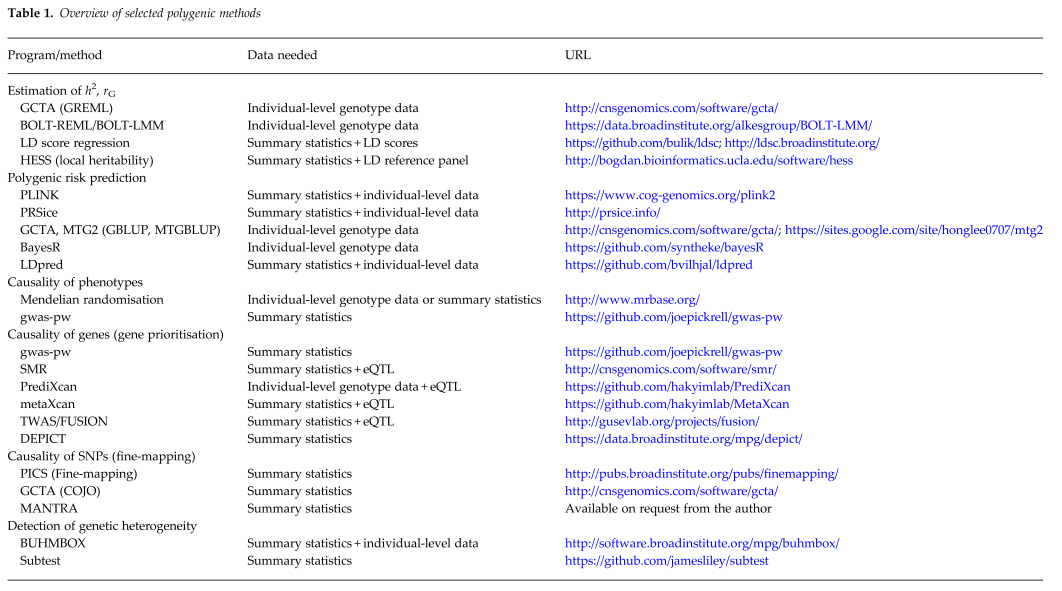 Table 1. Overview of selected polygenic methods
Program/method Data needed URL
Estimation of h², rG
GCTA (GREML) Individual-level genotype data http://cnsgenomics.com/software/gcta/
BOLT-REML/BOLT-LMM Individual-level genotype data https://data.broadinstitute.org/alkesgroup/BOLT-LMM/
LD score regression Summary statistics + LD scores https://github.com/bulik/ldsc; http://ldsc.broadinstitute.org/
HESS (local heritability) Summary statistics + LD reference panel http://bogdan.bioinformatics.ucla.edu/software/hess
Polygenic risk prediction
PLINK Summary statistics + individual-level data https://www.cog-genomics.org/plink2
PRSice Summary statistics + individual-level data http://prsice.info/
GCTA, MTG2 (GBLUP, MTGBLUP) Individual-level genotype data http://cnsgenomics.com/software/gcta/; https://sites.google.com/site/honglee0707/mtg2
BayesR Individual-level genotype data https://github.com/syntheke/bayesR
LDpred Summary statistics + individual-level data https://github.com/bvilhjal/ldpred
Causality of phenotypes
Mendelian randomisation Individual-level genotype data or summary statistics http://www.mrbase.org/
gwas-pw Summary statistics https://github.com/joepickrell/gwas-pw
Causality of genes (gene prioritisation)
gwas-pw Summary statistics https://github.com/joepickrell/gwas-pw
SMR Summary statistics + eQTL http://cnsgenomics.com/software/smr/
PrediXcan Individual-level genotype data + eQTL https://github.com/hakyimlab/PrediXcan
metaXcan Summary statistics + eQTL https://github.com/hakyimlab/MetaXcan
TWAS/FUSION Summary statistics + eQTL http://gusevlab.org/projects/fusion/
DEPICT Summary statistics https://data.broadinstitute.org/mpg/depict/
Causality of SNPs (fine-mapping)
PICS (Fine-mapping) Summary statistics http://pubs.broadinstitute.org/pubs/finemapping/
GCTA (COJO) Summary statistics http://cnsgenomics.com/software/gcta/
MANTRA Summary statistics Available on request from the author
Detection of genetic heterogeneity
BUHMBOX Summary statistics + individual-level data http://software.broadinstitute.org/mpg/buhmbox/
Subtest Summary statistics https://github.com/jamesliley/subtest